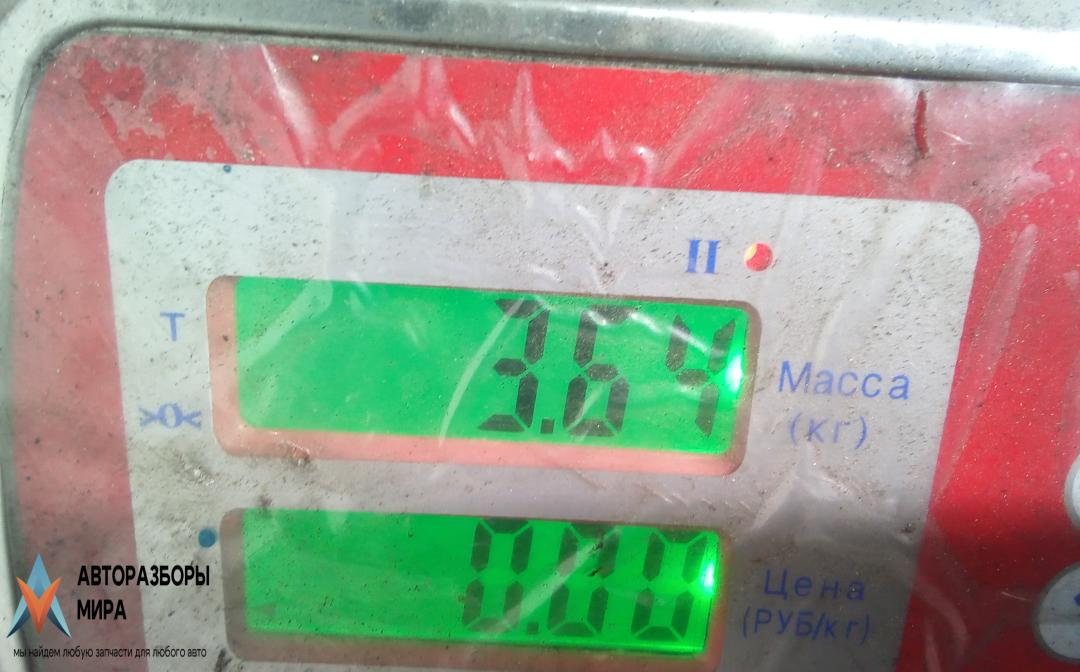 II
T
3.64
Масса
(кг)
>0<
0.00
Цена
(РУБ/кг)
АВТОРАЗБОРЫ
МИРА
мы найдем любую запчасти для любого авто